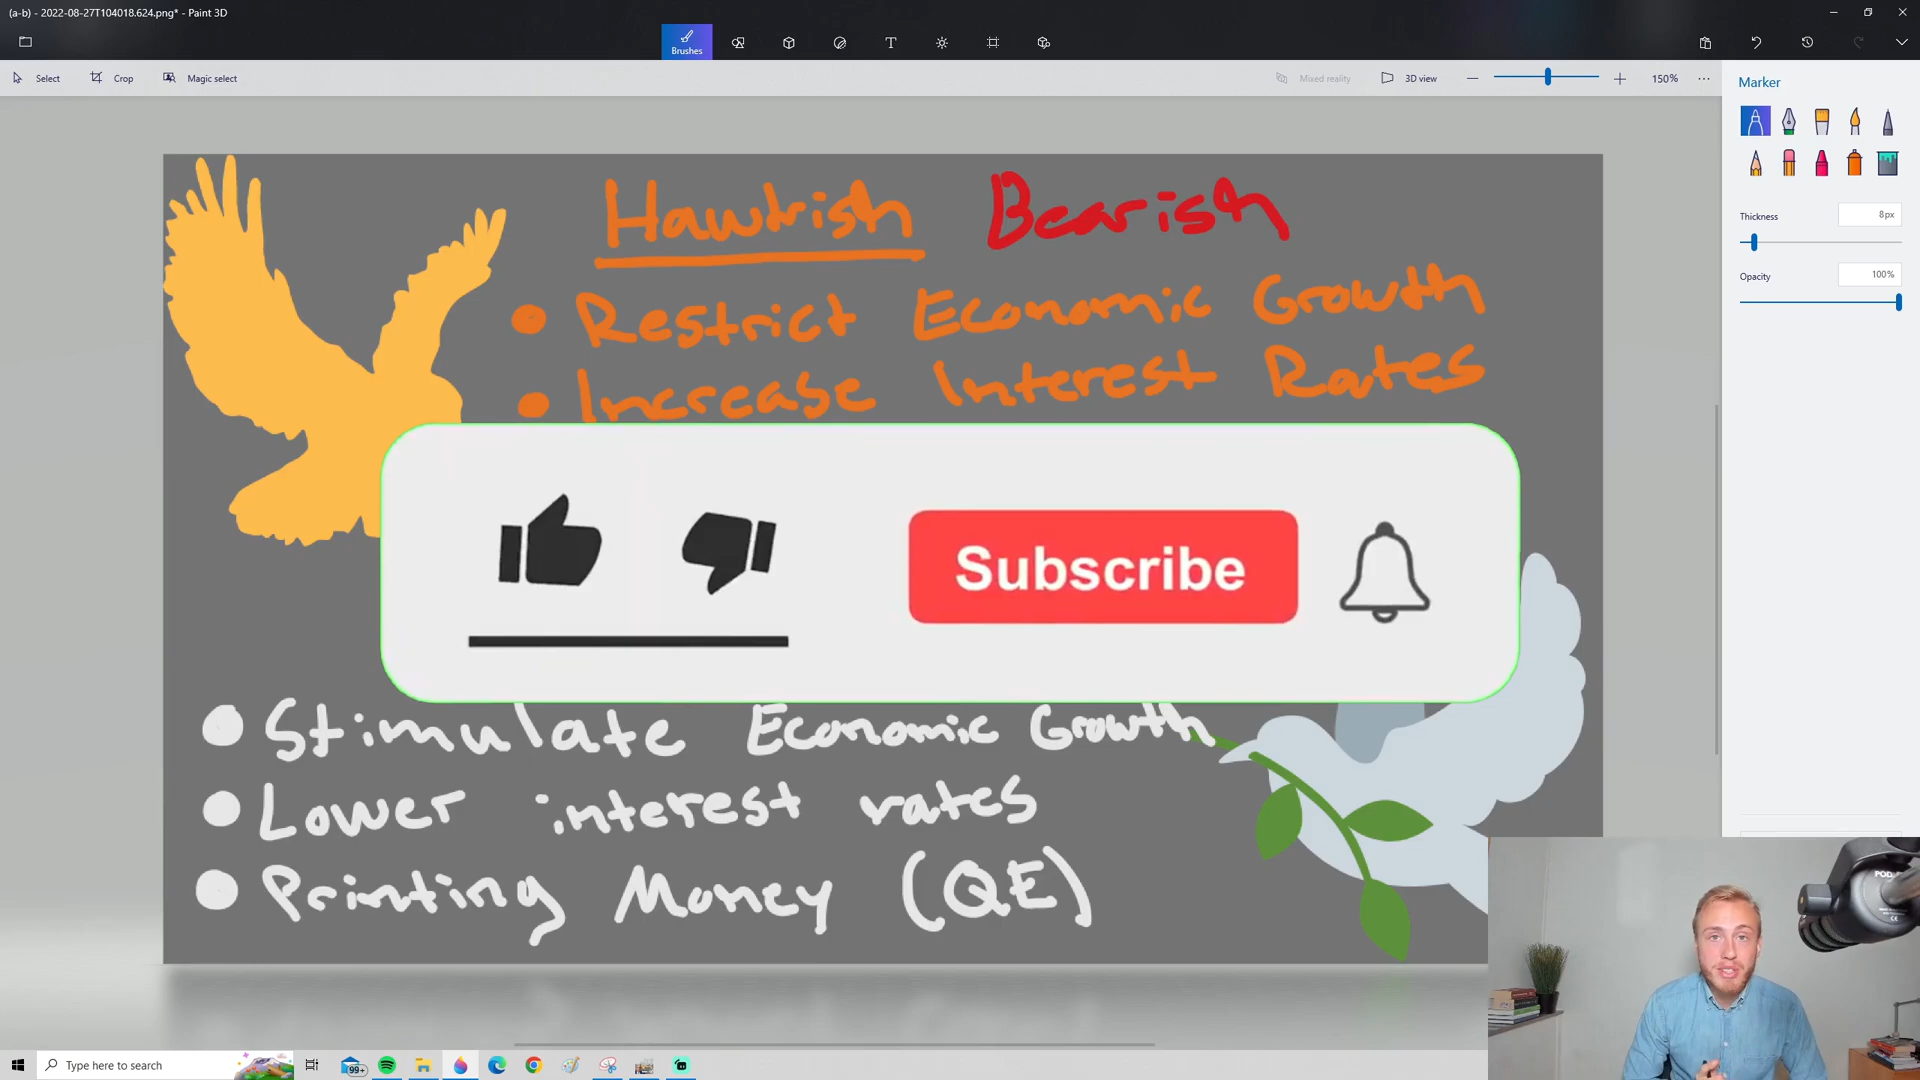 (a-b) - 2022-08-27T104018.624.png* - Paint 3D
Brushes
Select Crop Magic select Mixed reality 3D view 150%
Marker
Thickness 8px
Opacity 100%
Hawkish Bearish
Restrict Economic Growth
Increase Interest Rates
Subscribe
Stimulate Economic Growth
Lower interest rates
Printing Money (QE)
POD
99+
Type here to search